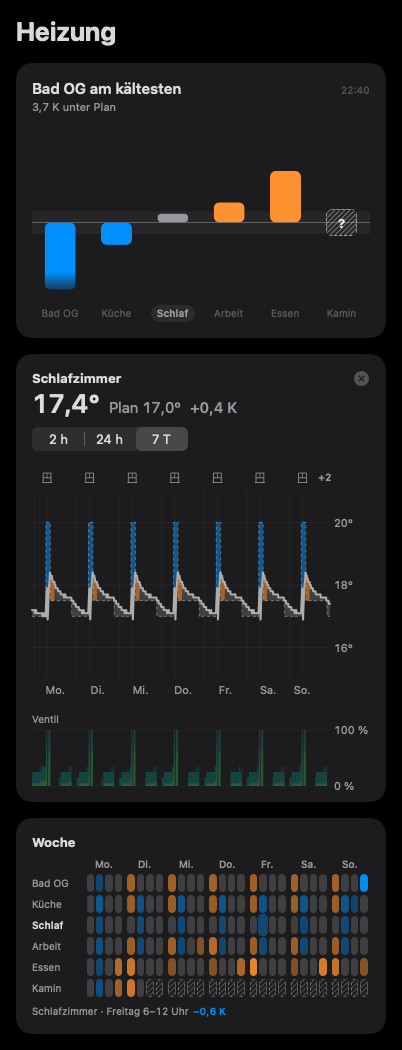 Heizung
Bad OG am kältesten
22:40
3,7 K unter Plan
?
Bad OG Küche Schlaf Arbeit Essen Kamin
Schlafzimmer
17,4° Plan 17,0° +0,4 K
2 h 24 h 7 T
+2
20°
18°
16°
Mo. Di. Mi. Do. Fr. Sa. So.
Ventil
100 %
0 %
Woche
Mo. Di. Mi. Do. Fr. Sa. So.
Bad OG
Küche
Schlaf
Arbeit
Essen
Kamin
Schlafzimmer · Freitag 6–12 Uhr −0,6 K